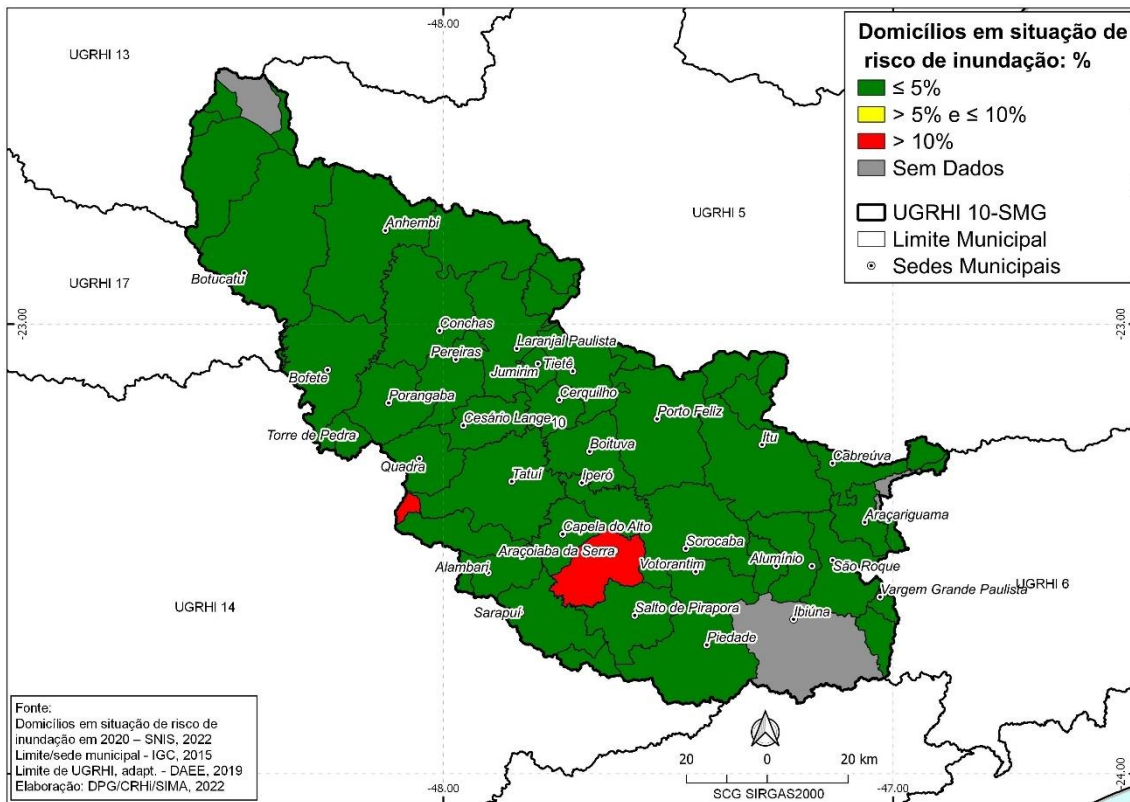 -48.00
UGRHI 13
Domicílios em situação de
risco de inundação: %
≤ 5%
> 5% e ≤ 10%
> 10%
Sem Dados
UGRHI 10-SMG
Limite Municipal
Sedes Municipais
UGRHI 5
Anhembi
UGRHI 17
Botucatu
-23.00
-23.00
Conchas
Laranjal Paulista
Pereiras
Jumirim
Tietê
Bofete
Cerquilho
Porangaba
Porto Feliz
Cesário Lange
10
Torre de Pedra
Boituva
Itu
Quadra
Cabreúva
Tatuí
Iperó
Araçariguama
Capela do Alto
Sorocaba
Araçoiaba da Serra
Alambari
Votorantim
Alumínio
São Roque
UGRHI 6
Vargem Grande Paulista
UGRHI 14
Sarapuí
Salto de Pirapora
Ibiúna
Piedade
Fonte:
Domicílios em situação de risco de
inundação em 2020 – SNIS, 2022
Limite/sede municipal - IGC, 2015
Limite de UGRHI, adapt. - DAEE, 2019
Elaboração: DPG/CRHI/SIMA, 2022
20 0 20 km
SCG SIRGAS2000
-48.00
-47.00
-24.00